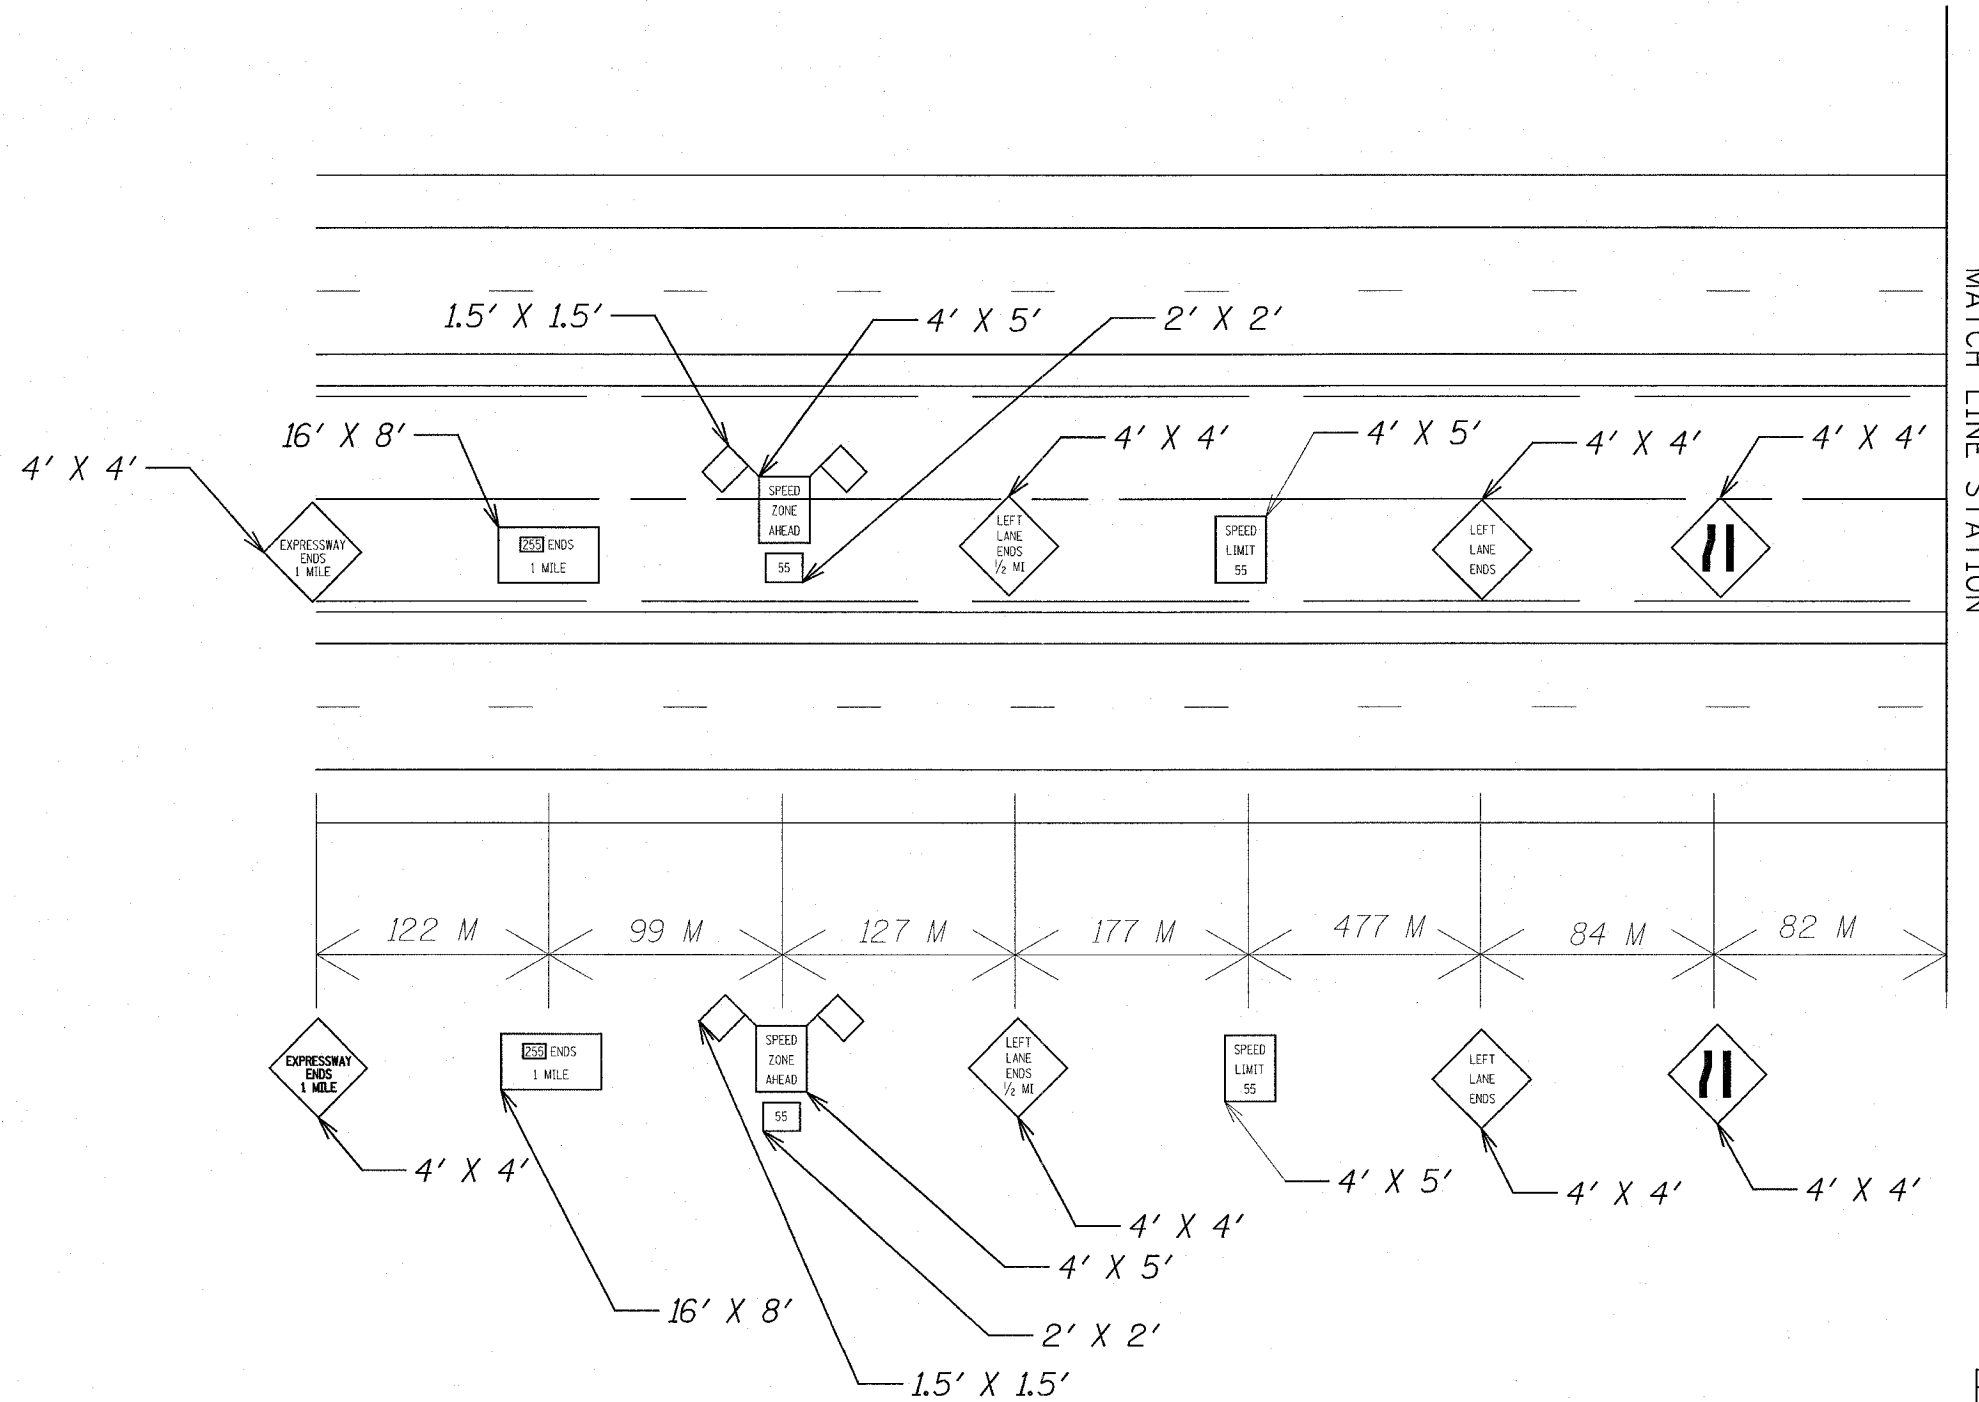 MATCH LINE STATION
1.5' X 1.5'
4' X 5'
2' X 2'
16' X 8'
4' X 4'
4' X 4'
4' X 5'
4' X 4'
4' X 4'
EXPRESSWAY
ENDS
1 MILE
255 ENDS
1 MILE
SPEED
ZONE
AHEAD
55
LEFT
LANE
ENDS
1/2 MI
SPEED
LIMIT
55
LEFT
LANE
ENDS
122 M
99 M
127 M
177 M
477 M
84 M
82 M
EXPRESSWAY
ENDS
1 MILE
255 ENDS
1 MILE
SPEED
ZONE
AHEAD
55
LEFT
LANE
ENDS
1/2 MI
SPEED
LIMIT
55
LEFT
LANE
ENDS
4' X 4'
16' X 8'
1.5' X 1.5'
2' X 2'
4' X 5'
4' X 4'
4' X 5'
4' X 4'
4' X 4'